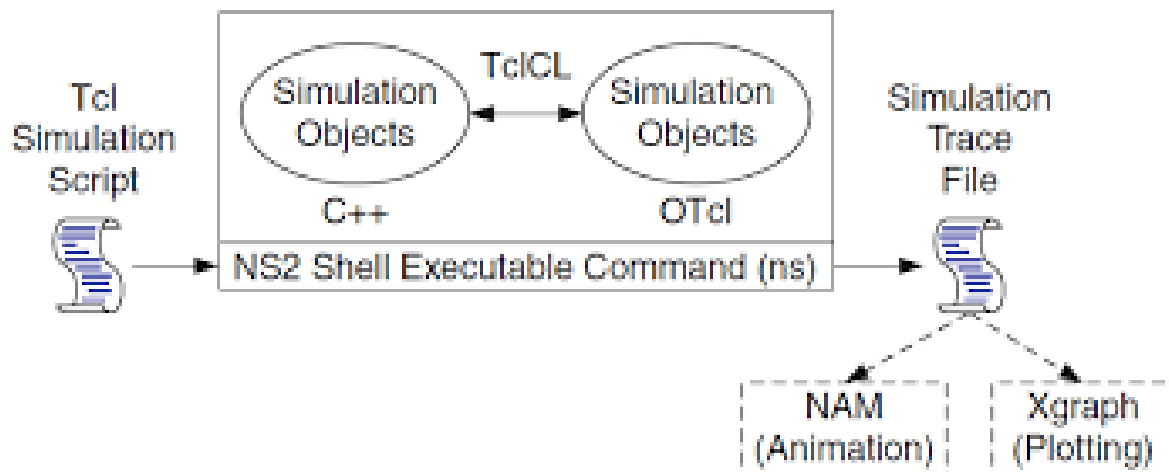 Tcl
Simulation
Script
TclCL
Simulation
Objects
Simulation
Objects
C++
OTcl
NS2 Shell Executable Command (ns)
Simulation
Trace
File
NAM
(Animation)
Xgraph
(Plotting)